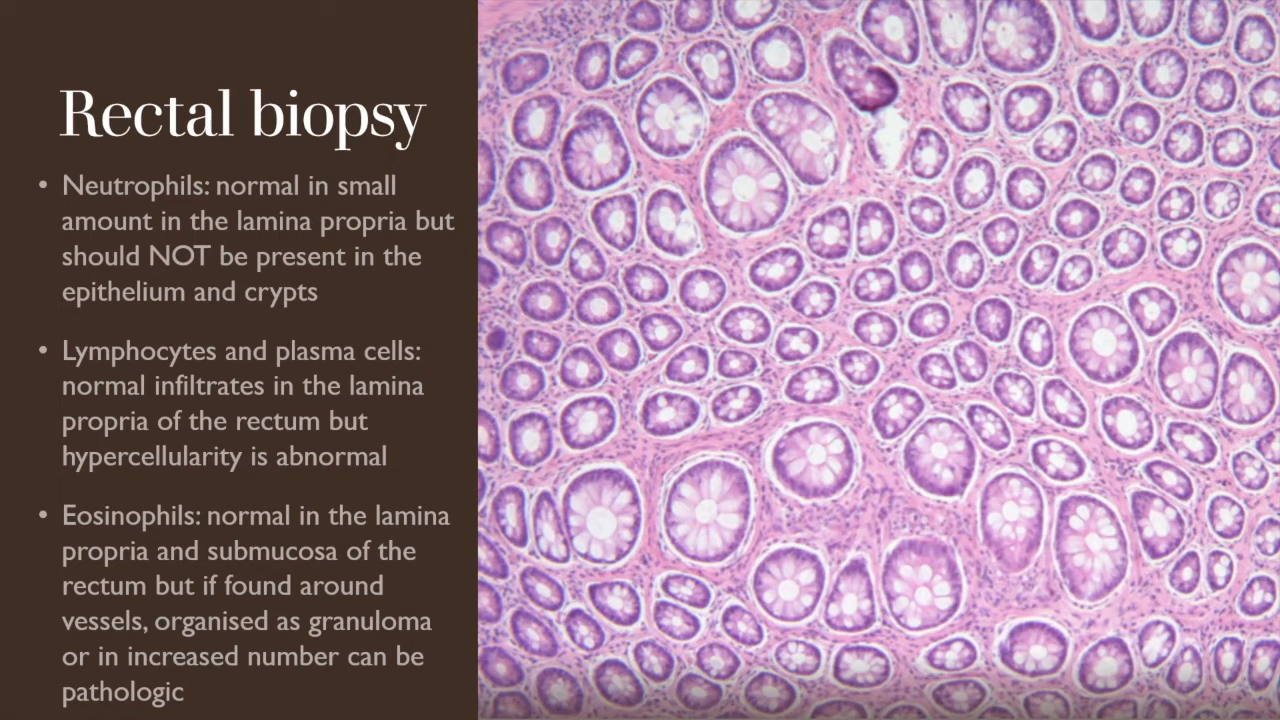 Rectal biopsy
• Neutrophils: normal in small
amount in the lamina propria but
should NOT be present in the
epithelium and crypts
• Lymphocytes and plasma cells:
normal infiltrates in the lamina
propria of the rectum but
hypercellularity is abnormal
• Eosinophils: normal in the lamina
propria and submucosa of the
rectum but if found around
vessels, organised as granuloma
or in increased number can be
pathologic